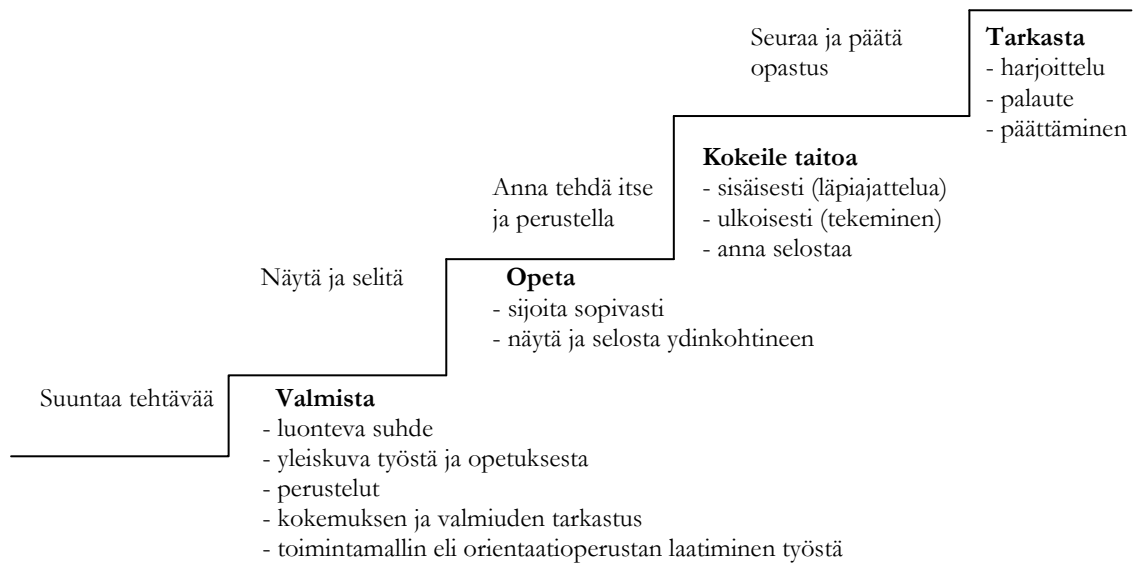 Seuraa ja päätä
opastus
Tarkasta
- harjoittelu
- palaute
- päättäminen
Anna tehdä itse
ja perustella
Kokeile taitoa
- sisäisesti (läpiajattelua)
- ulkoisesti (tekeminen)
- anna selostaa
Näytä ja selitä
Opeta
- sijoita sopivasti
- näytä ja selosta ydinkohtineen
Suuntaa tehtävää
Valmista
- luonteva suhde
- yleiskuva työstä ja opetuksesta
- perustelut
- kokemuksen ja valmiuden tarkastus
- toimintamallin eli orientaatioperustan laatiminen työstä